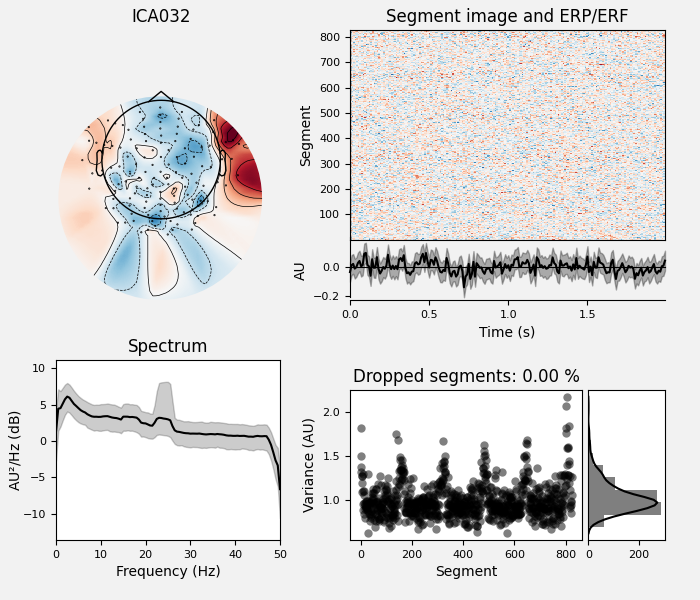 ICA032
Segment image and ERP/ERF
Segment
800
700
600
500
400
300
200
100
AU
0.0
−0.2
0.0 0.5 1.0 1.5
Time (s)
Spectrum
AU²/Hz (dB)
10
5
0
−5
−10
0 10 20 30 40 50
Frequency (Hz)
Dropped segments: 0.00 %
Variance (AU)
2.0
1.5
1.0
0 200 400 600 800
Segment
0 200